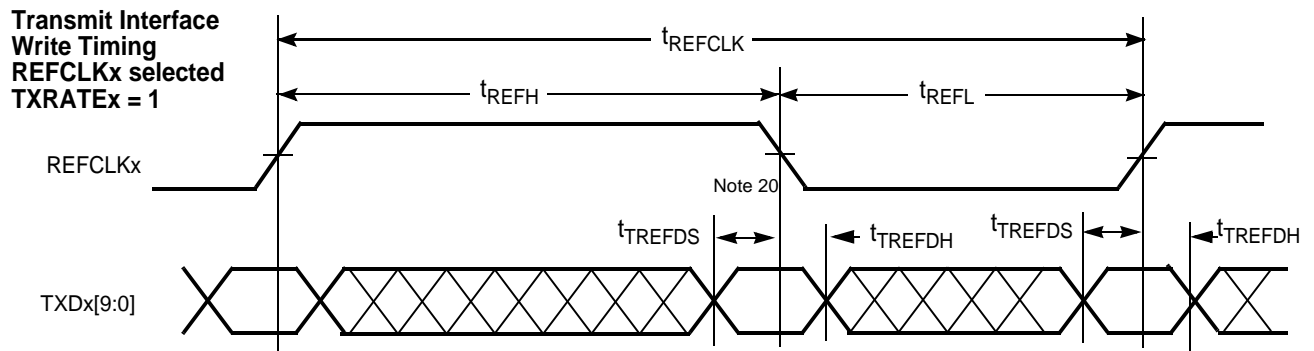 Transmit Interface
Write Timing
REFCLKx selected
TXRATEx = 1
tREFCLK
tREFH
tREFL
REFCLKx
Note 20
tTREFDS
tTREFDH
tTREFDS
tTREFDH
TXDx[9:0]